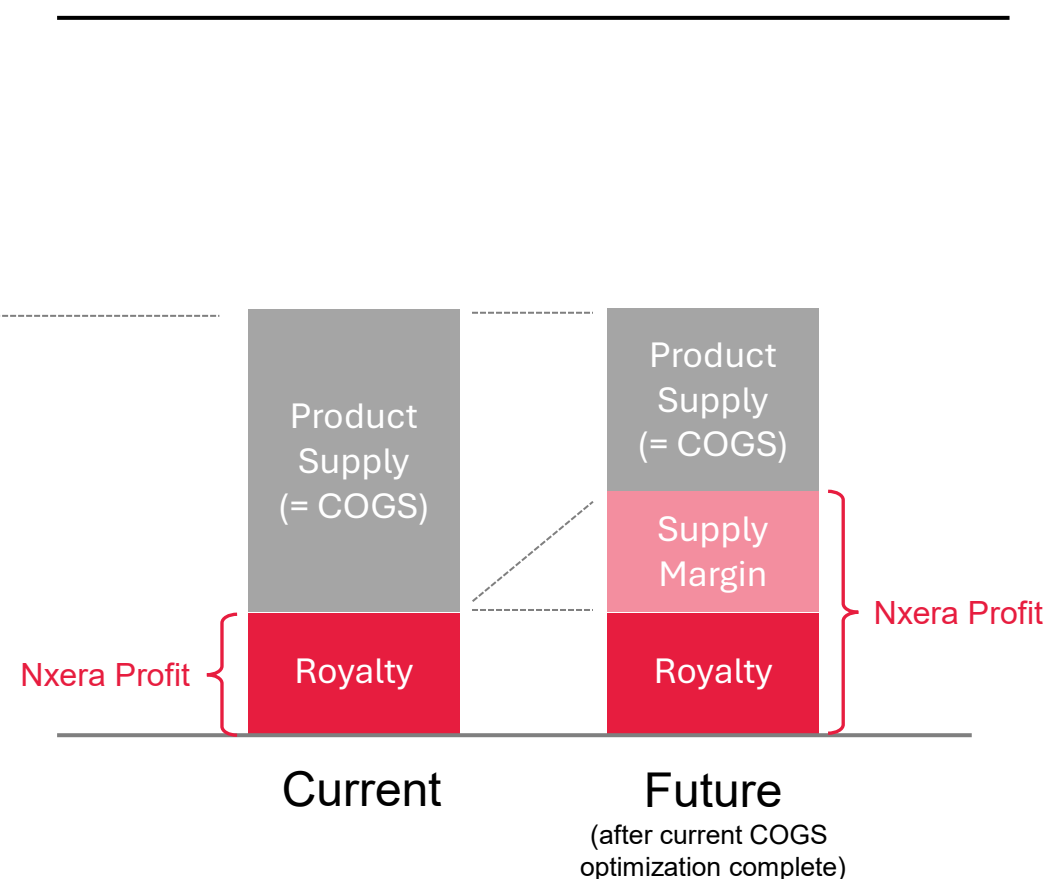 Product
Supply
(= COGS)
Royalty
Nxera Profit
Product
Supply
(= COGS)
Supply
Margin
Royalty
Nxera Profit
Current
Future
(after current COGS
optimization complete)